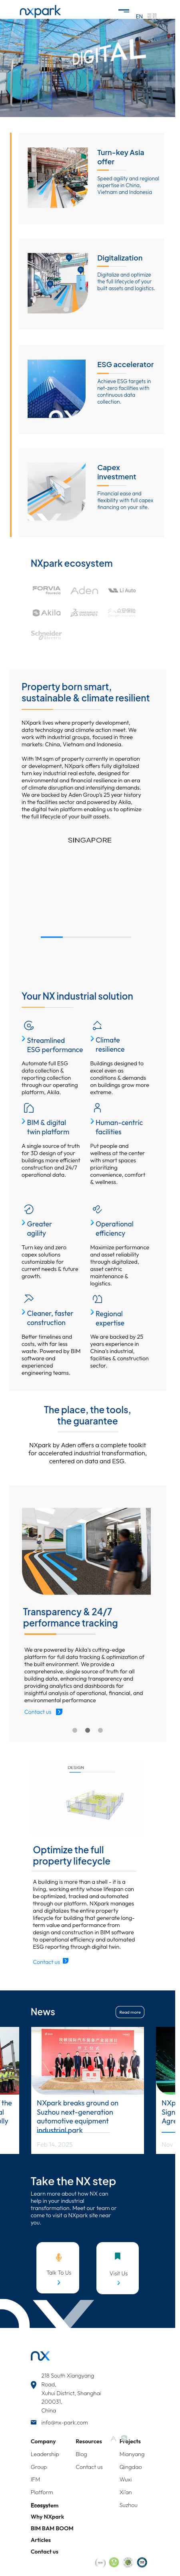 nxpark
EN
DIGITAL
Turn-key Asia
offer
Speed agility and regional
expertise in China,
Vietnam and Indonesia
Digitalization
Digitalize and optimize
the full lifecycle of your
built assets and logistics.
ESG accelerator
Achieve ESG targets in
net-zero facilities with
continuous data
collection.
Capex
investment
Financial ease and
flexibility with full capex
financing on your site.
NXpark ecosystem
FORVIA
Aden
Li Auto
Akila
Schneider
Property born smart,
sustainable & climate resilient
NXpark lives where property development,
data technology and climate action meet. We
work with industrial groups, focused in three
markets: China, Vietnam and Indonesia.
With 1M sqm of property currently in and out
of development, NXpark offers fully digitalized
turn key industrial real estate, designed for
environmental and financial resilience in an era
of climate disruption and intensifying demands.
We are backed by Aden Group's 25 year history
across industries and sector powered by Akila,
the digital twin platform enabling us to optimize
the full lifecycle of your built assets.
SINGAPORE
Your NX industrial solution
Streamlined
ESG performance
Automate full ESG
data collection &
reporting collection
through our operating
platform, Akila.
Climate
resilience
Buildings designed to
excel even as
conditions & demands
on buildings grow more
extreme.
BIM & digital
twin platform
A single source of truth
for 3D design of your
buildings more efficient
contrustion and 24/7
operational data.
Human-centric
facilities
Put people and
wellness at the center
with smart spaces
prioritizing
convenience, comfort
& wellness.
Greater
agility
Turn key and zero
capex solutions
customizable for
current needs & future
growth.
Operational
efficiency
Maximize performance
and asset reliability
through digitalized,
asset centric
maintenance &
logistics.
Cleaner, faster
construction
Better timelines and
costs, with for less
waste. Powered by BIM
software and
experienced
engineering teams.
Regional
expertise
We are backed by 25
years experience in
China's industrial,
facilities & construction
sector.
The place, the tools,
the guarantee
NXpark by Aden offers a complete toolkit
for accelerated industrial transformation,
centered on data and ESG.
Transparency & 24/7
performance tracking
We are powered by Akila's cutting-edge
platform for full data tracking & optimization of
the built environment. We provide a
comprehensive, single source of truth for all
building data, enhancing transparency and
providing analytics and dashboards for
insightful analysis of operational, financial, and
environmental performance
Contact us
DESIGN
Optimize the full
property lifecycle
A building is more than a shell - it is a
living, working entity whose lifespan can
be optimized, tracked and automated
through our platform. NXpark manages
owns and digitalizes the entire property
lifecycle for building that generate long-
term value and performance from
design and construction to building
operational efficiency and automated
ESG reporting through digital twin.
Contact us
News
Read more
NXpark breaks ground on
Suzhou next-generation
automotive equipment
industrial park
Feb 14, 2023
Take the NX step
Learn more about how NXpark can
help in your industrial
transformation. Meet our team or
come to visit a NXpark site near
you.
Talk To Us
Visit Us
nx
218 South Xiangyang
Road,
Xuhui District, Shanghai
200031,
China
info@nx-park.com
Company
Resources
Projects
Leadership
Blog
Mianyang
Group
Contact us
Qingdao
IFM
Wuxi
Platform
Xi'an
Ecosystem
Suzhou
Why NXpark
BIM BAM BOOM
Articles
Contact us